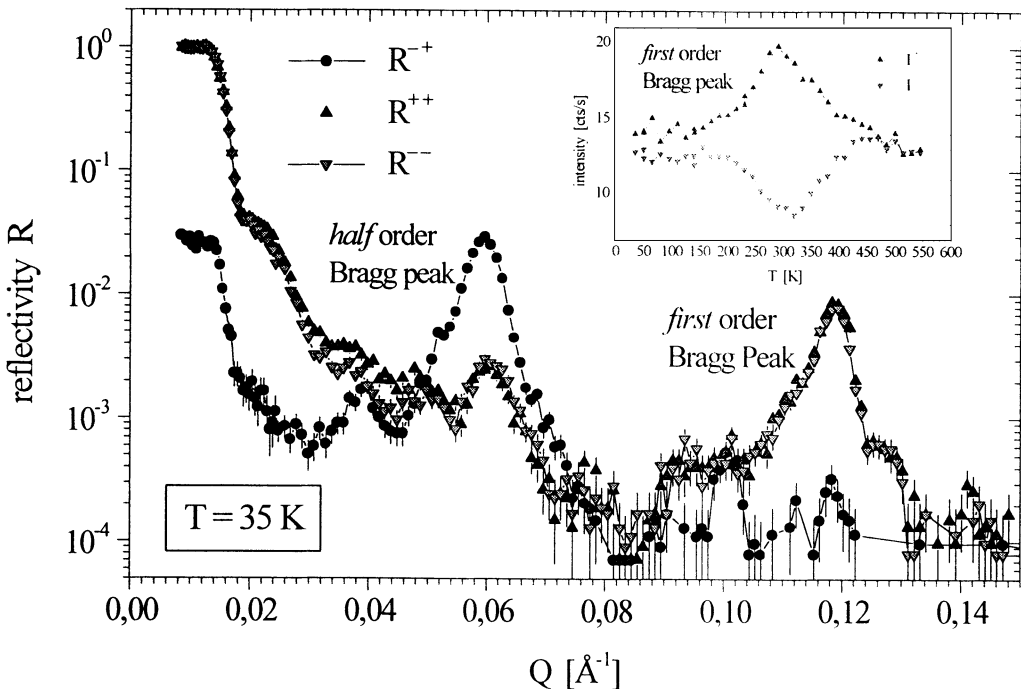 reflectivity R
10⁰
10⁻¹
10⁻²
10⁻³
10⁻⁴
R⁻⁺
R⁺⁺
R⁻⁻
half order
Bragg peak
first order
Bragg Peak
T = 35 K
0,00 0,02 0,04 0,06 0,08 0,10 0,12 0,14
Q [Å⁻¹]
first order
Bragg peak
intensity [cts/s]
20
15
10
0 50 100 150 200 250 300 350 400 450 500 550 600
T [K]